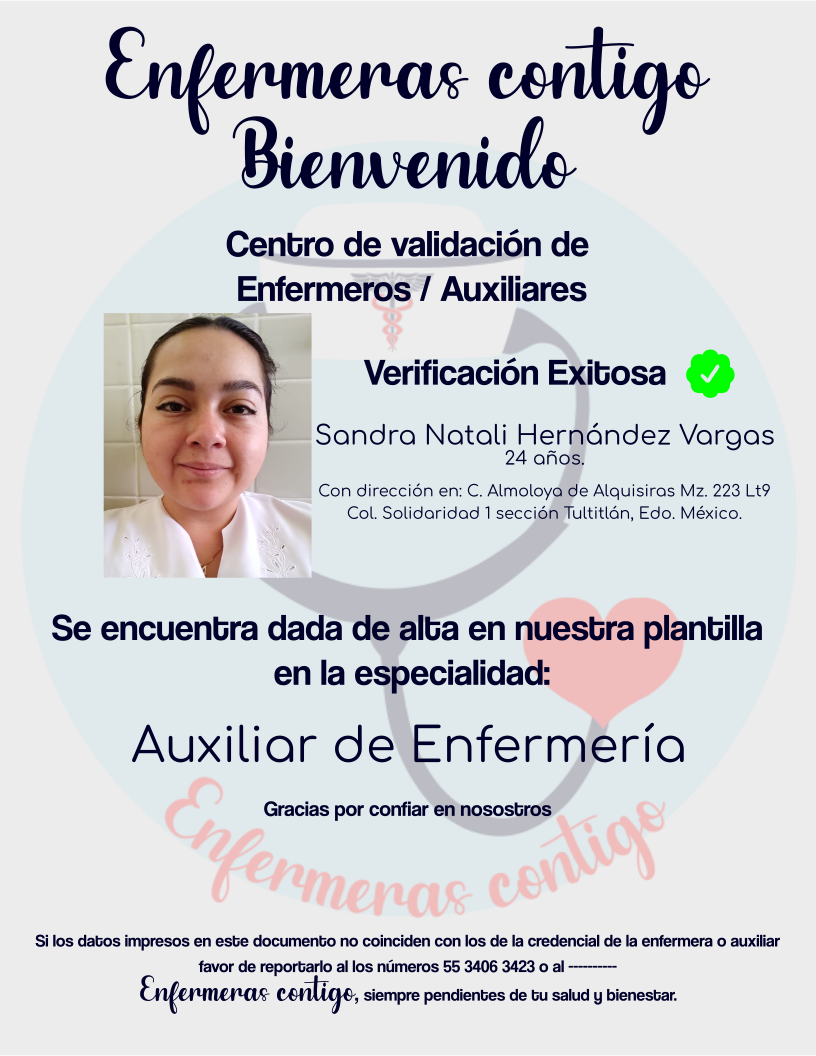 Enfermeras contigo
Bienvenido
Centro de validación de
Enfermeros / Auxiliares
Verificación Exitosa
Sandra Natali Hernández Vargas
24 años.
Con dirección en: C. Almoloya de Alquisiras Mz. 223 Lt9
Col. Solidaridad 1 sección Tultitlán, Edo. México.
Se encuentra dada de alta en nuestra plantilla
en la especialidad:
Auxiliar de Enfermería
Gracias por confiar en nosostros
Enfermeras contigo
Si los datos impresos en este documento no coinciden con los de la credencial de la enfermera o auxiliar
favor de reportarlo al los números 55 3406 3423 o al ----------
Enfermeras contigo, siempre pendientes de tu salud y bienestar.